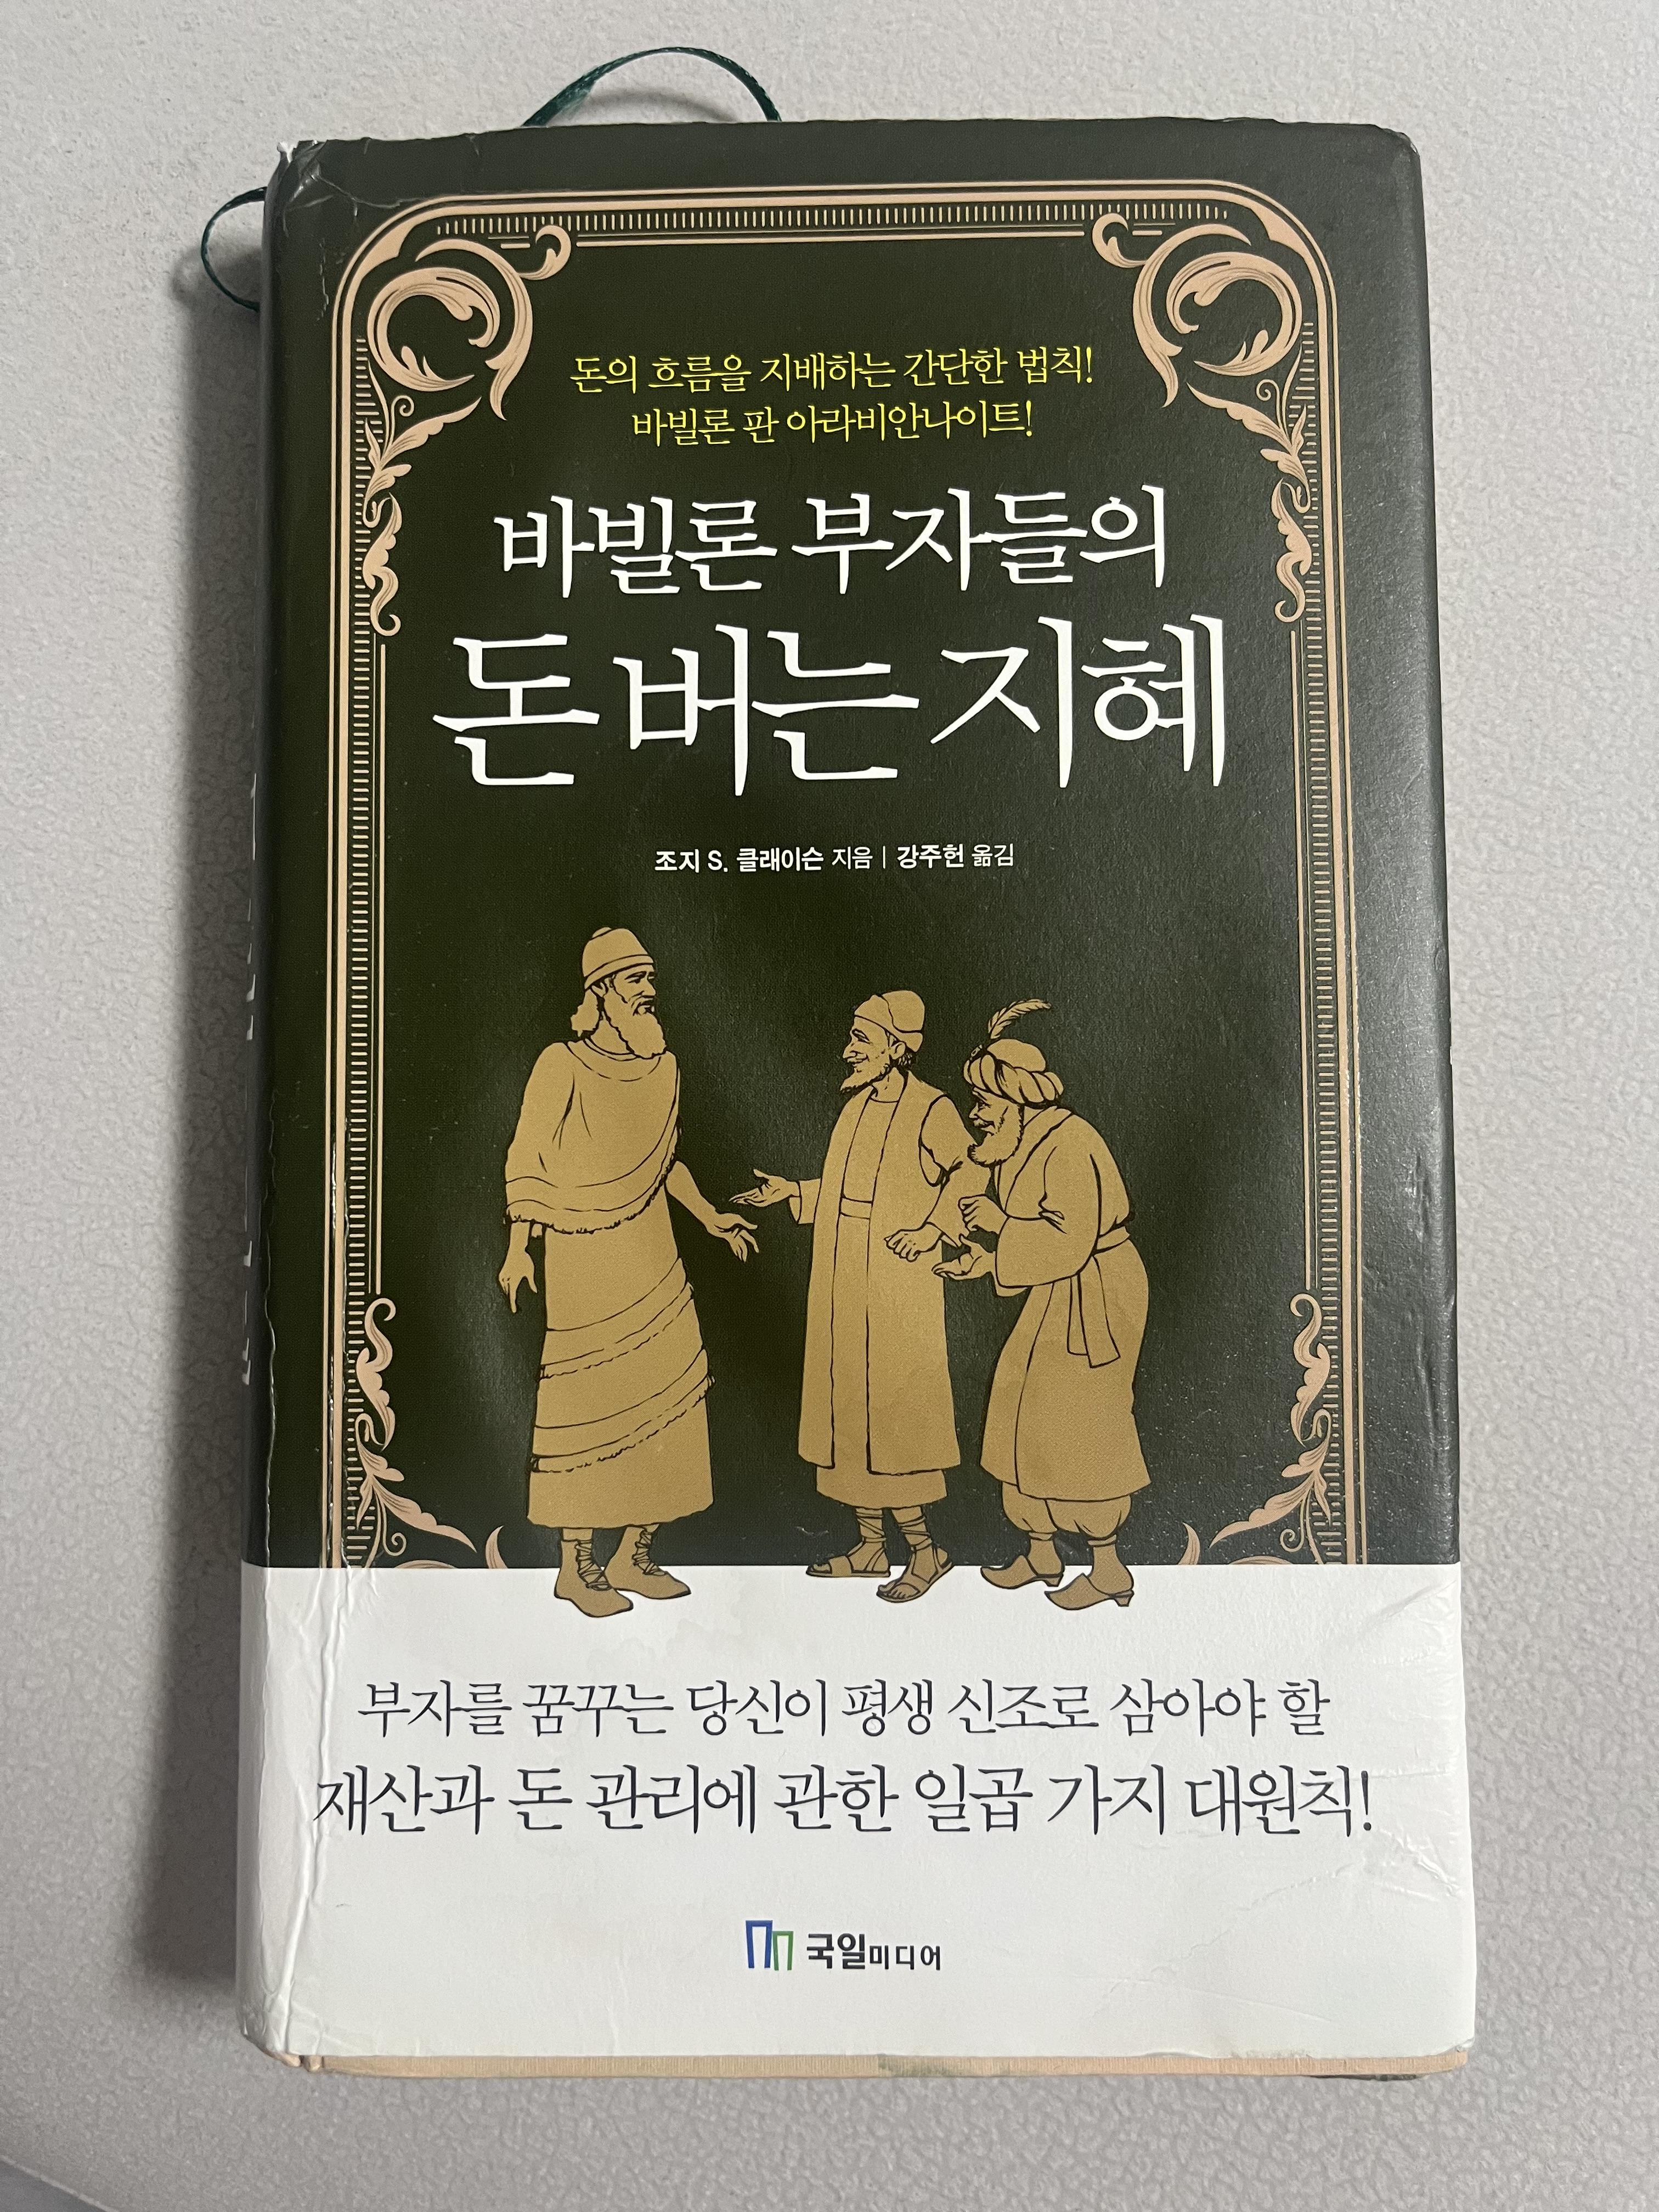 돈의 흐름을 지배하는 간단한 법칙!
바빌론 판 아라비안나이트!
바빌론 부자들의
돈 버는 지혜
조지 S. 클래이슨 지음 | 강주헌 옮김
부자를 꿈꾸는 당신이 평생 신조로 삼아야 할
재산과 돈 관리에 관한 일곱 가지 대원칙!
국일미디어